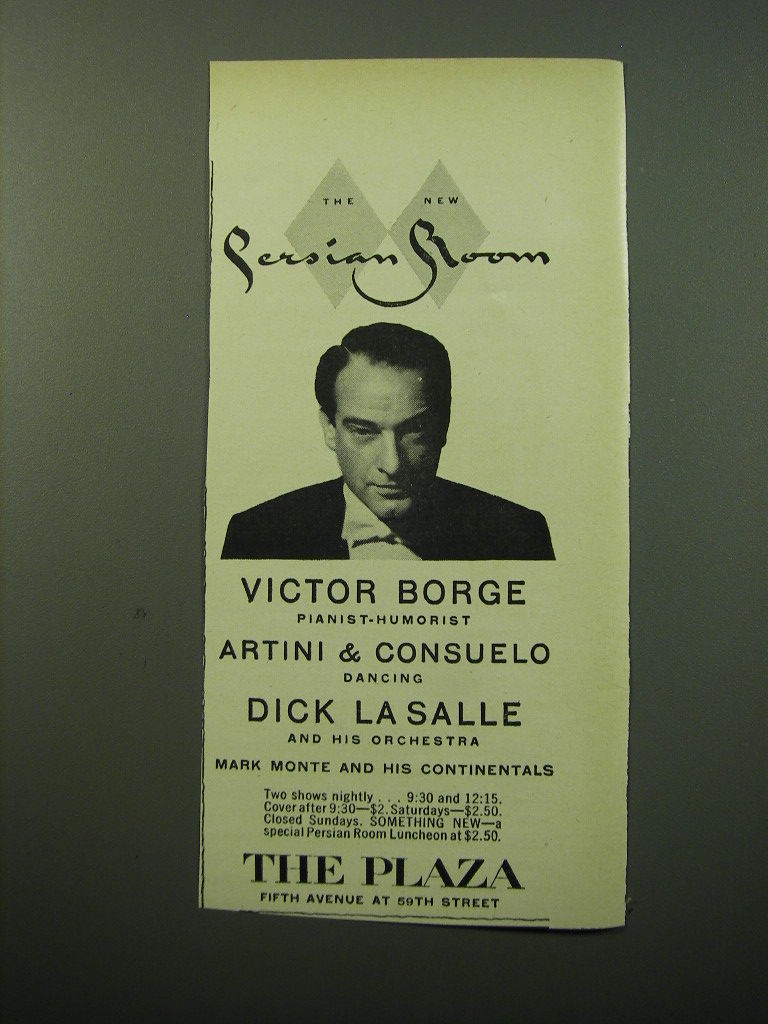 THE NEW
Persian Room
VICTOR BORGE
PIANIST-HUMORIST
ARTINI & CONSUELO
DANCING
DICK LA SALLE
AND HIS ORCHESTRA
MARK MONTE AND HIS CONTINENTALS
Two shows nightly . . . 9:30 and 12:15.
Cover after 9:30—$2. Saturdays—$2.50.
Closed Sundays. SOMETHING NEW—a
special Persian Room Luncheon at $2.50.
THE PLAZA
FIFTH AVENUE AT 59TH STREET